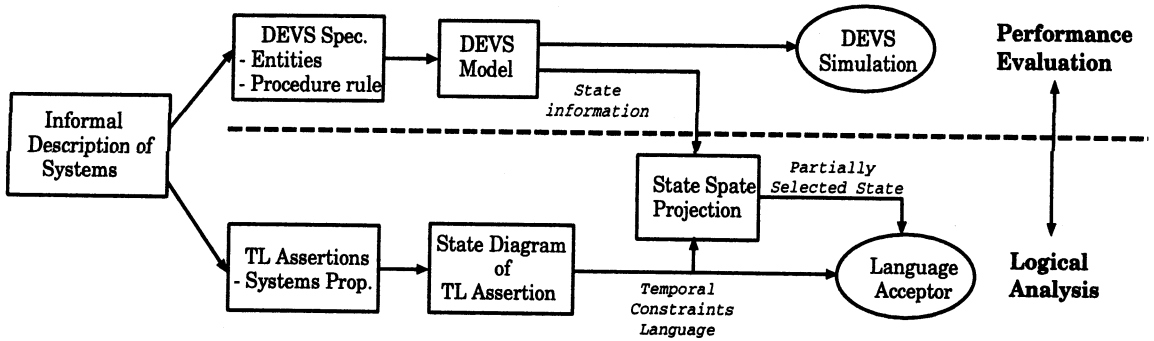 DEVS Spec.
- Entities
- Procedure rule
DEVS
Model
DEVS
Simulation
Performance
Evaluation
State
information
Informal
Description of
Systems
State Spate
Projection
Partially
Selected State
TL Assertions
- Systems Prop.
State Diagram
of
TL Assertion
Temporal
Constraints
Language
Language
Acceptor
Logical
Analysis